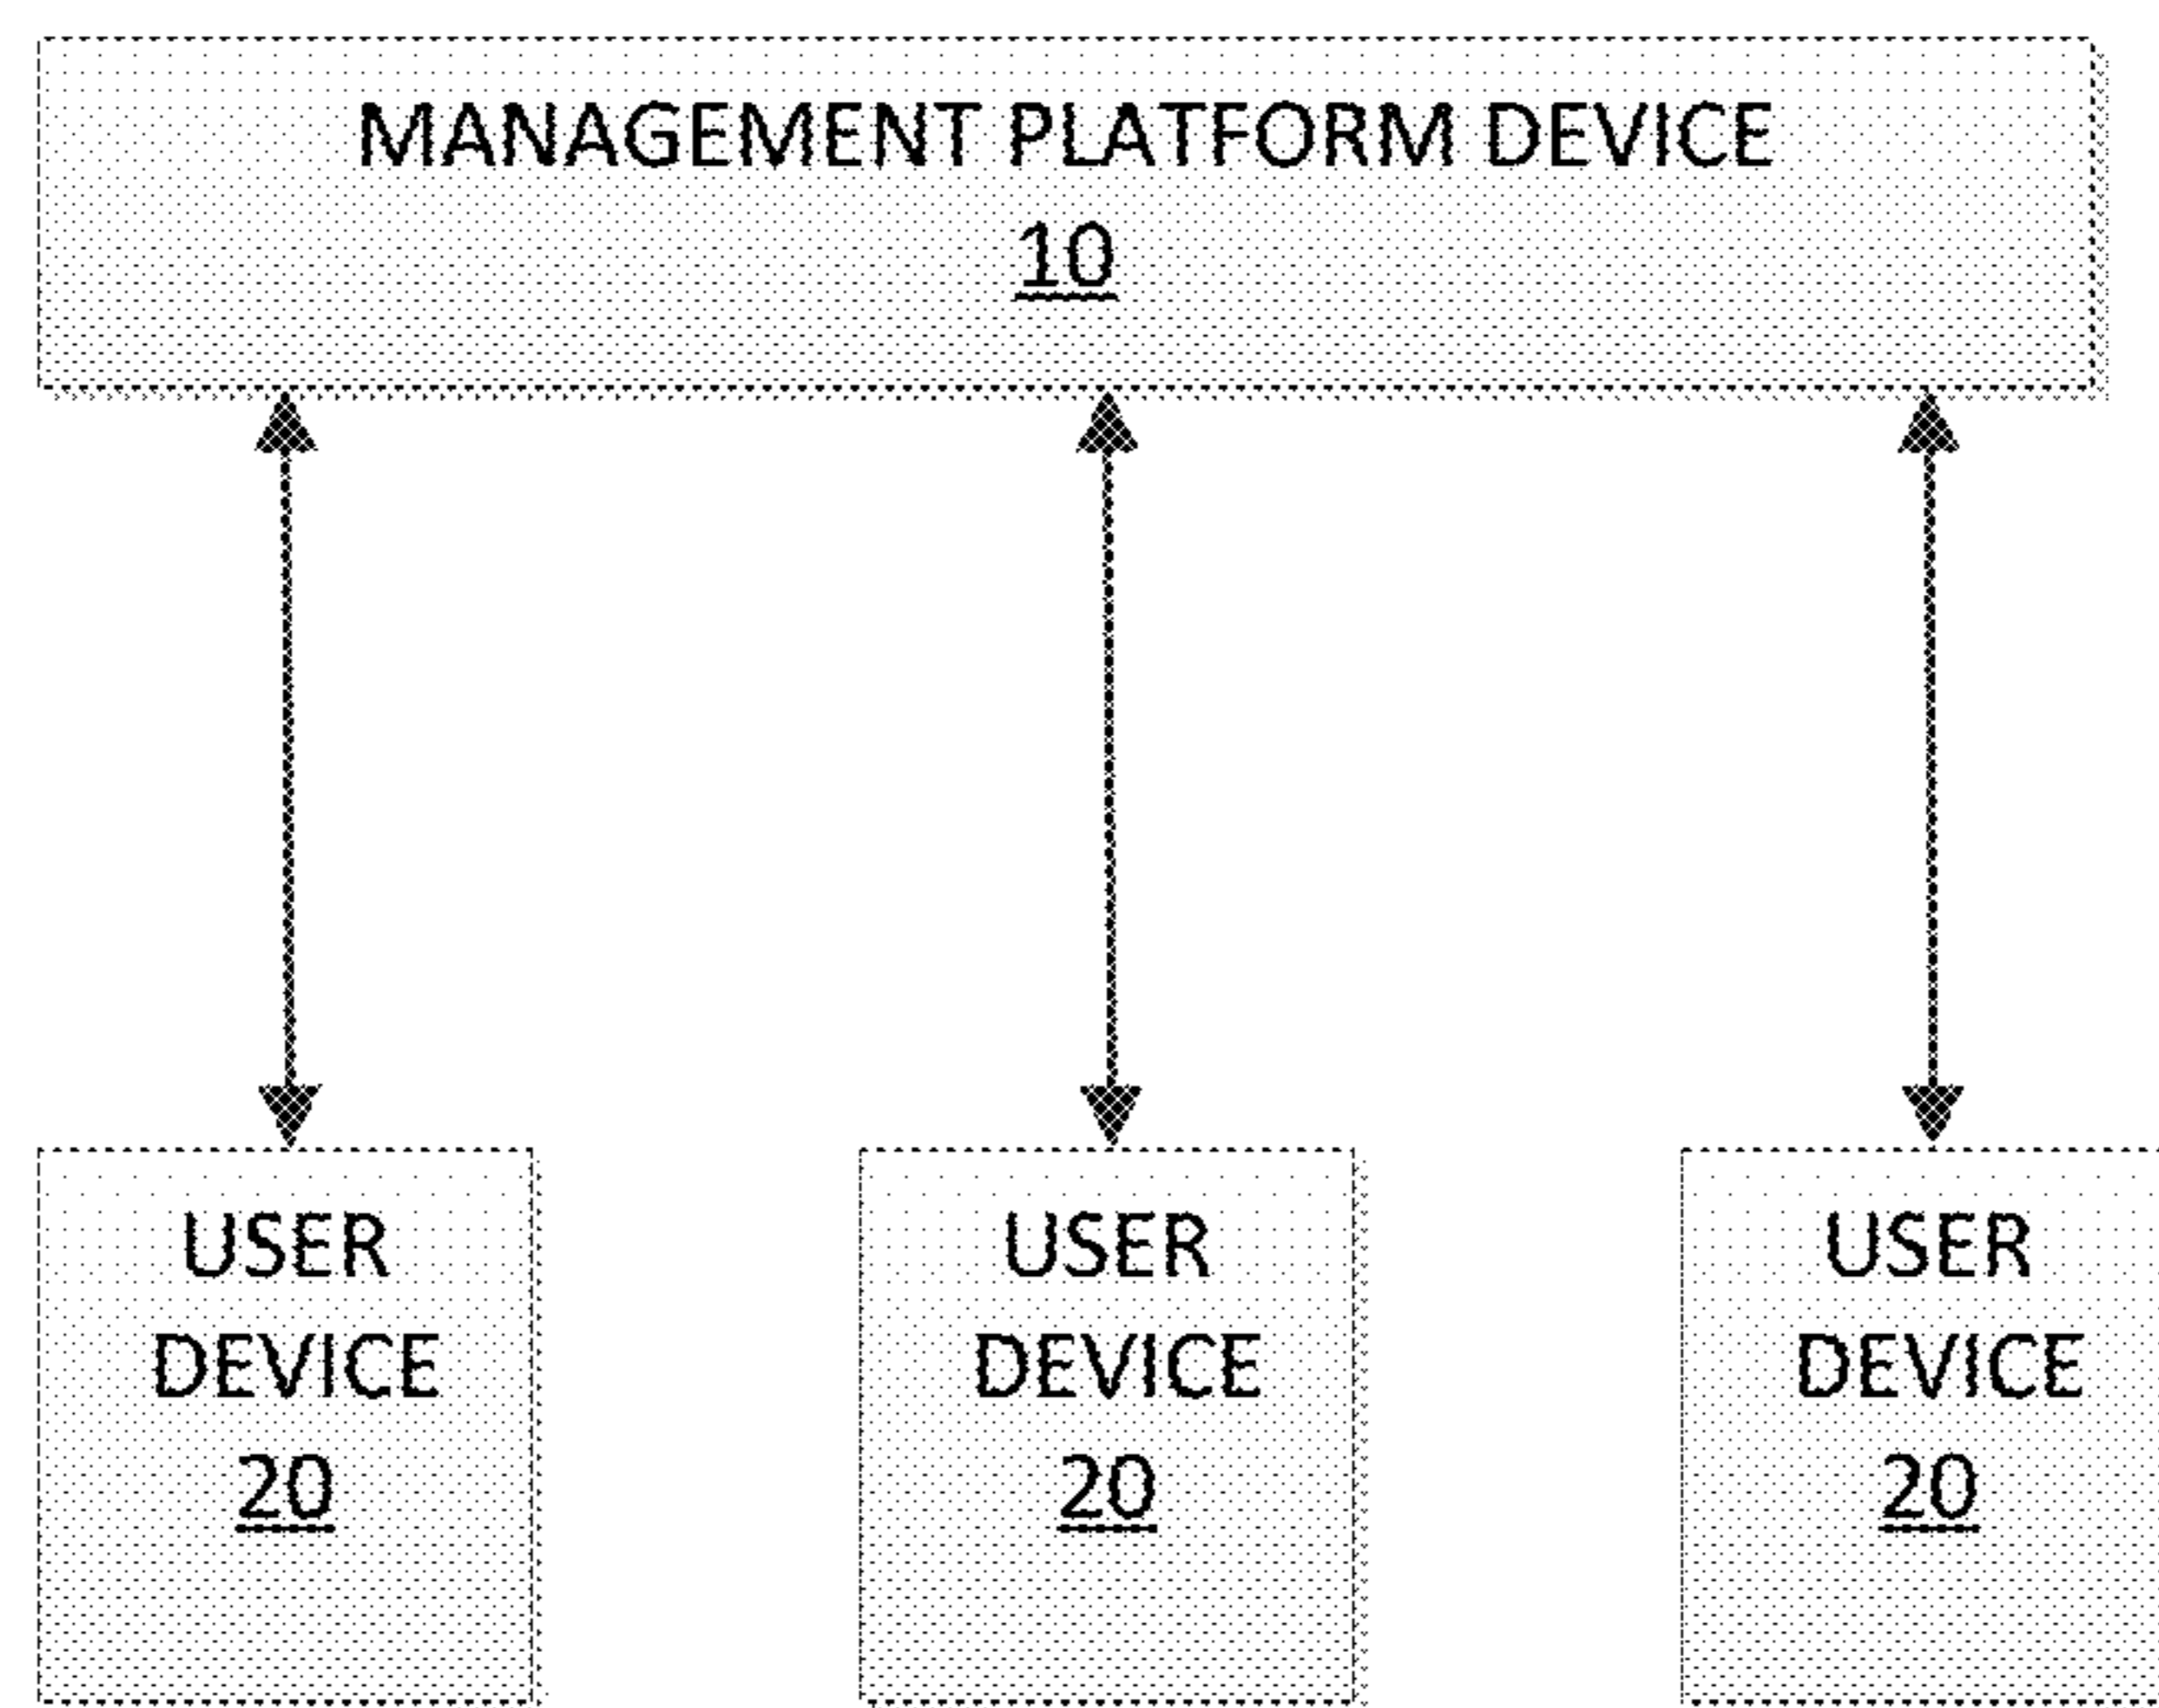 MANAGEMENT PLATFORM DEVICE
10
USER
DEVICE
20
USER
DEVICE
20
USER
DEVICE
20